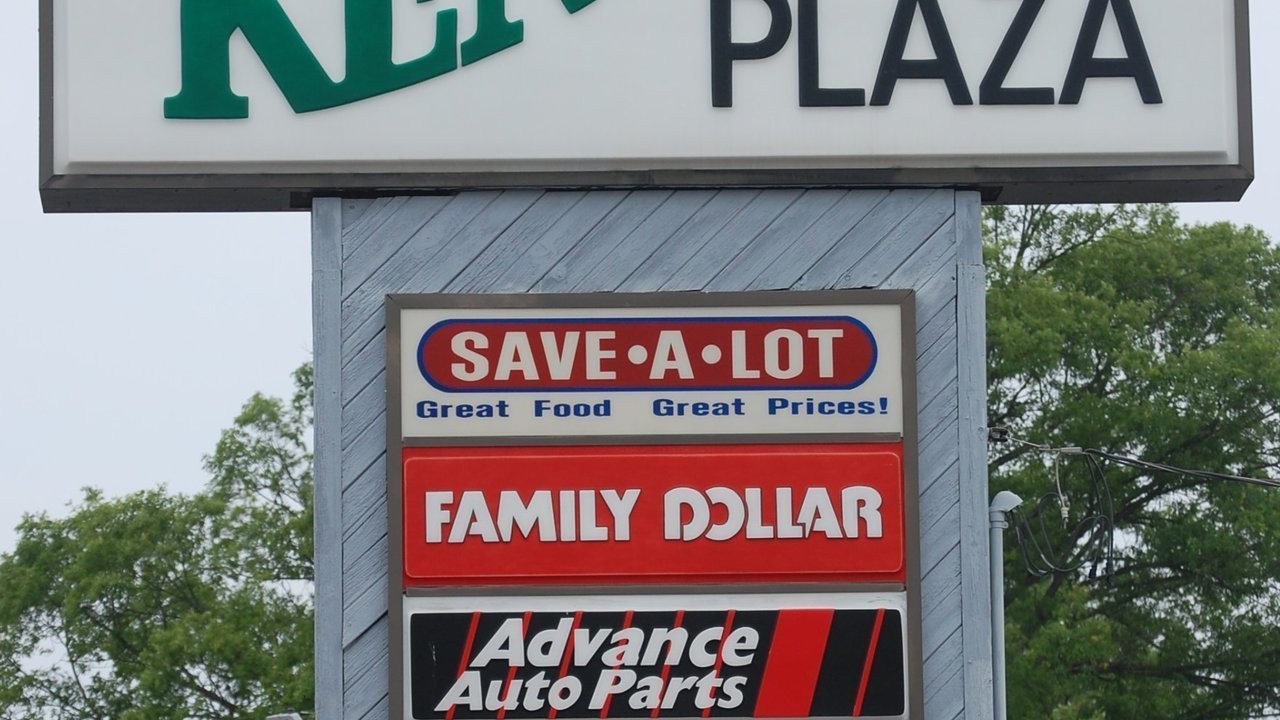 PLAZA
SAVE•A•LOT
Great Food Great Prices!
FAMILY DOLLAR
Advance
Auto Parts